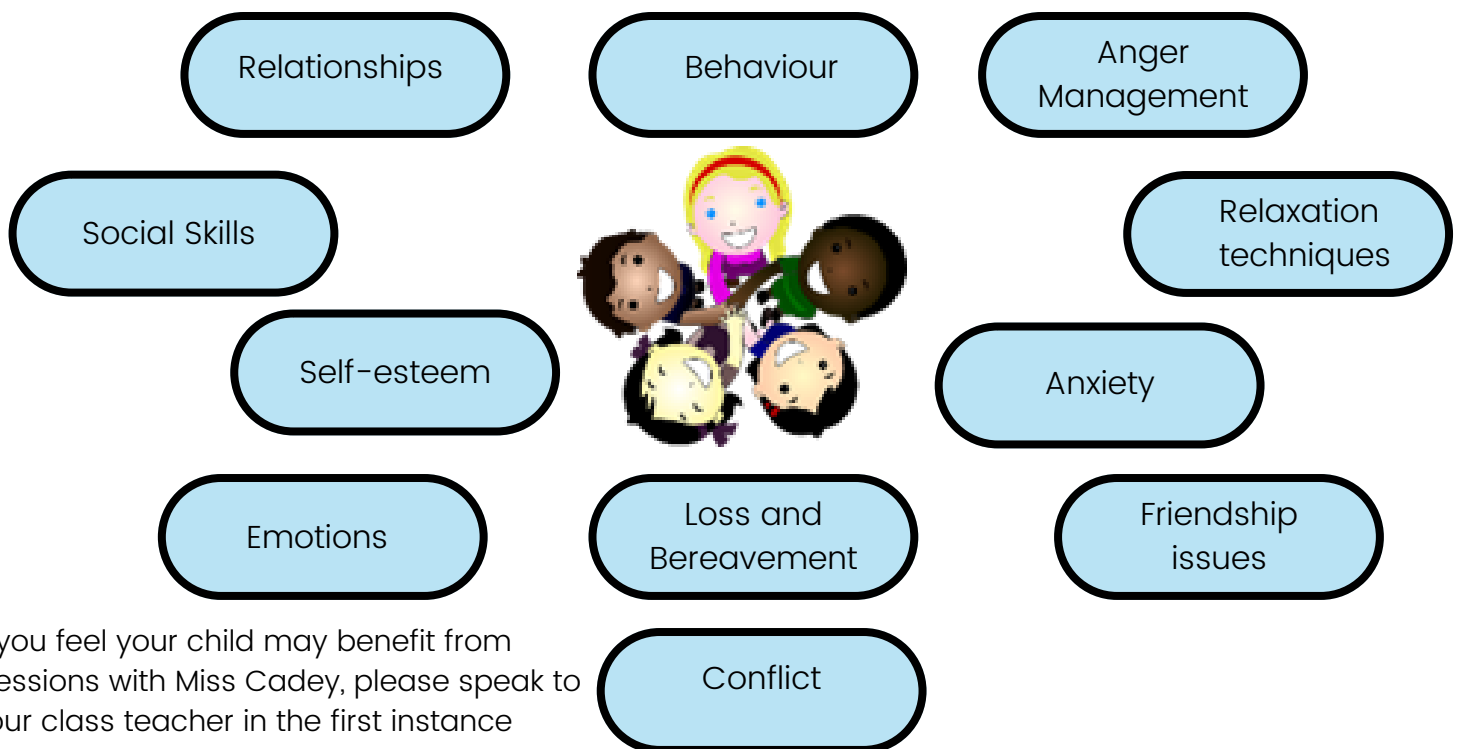 Relationships
Behaviour
Anger
Management
Social Skills
Relaxation
techniques
Self-esteem
Anxiety
Emotions
Loss and
Bereavement
Friendship
issues
you feel your child may benefit from
essions with Miss Cadey, please speak to
our class teacher in the first instance
Conflict